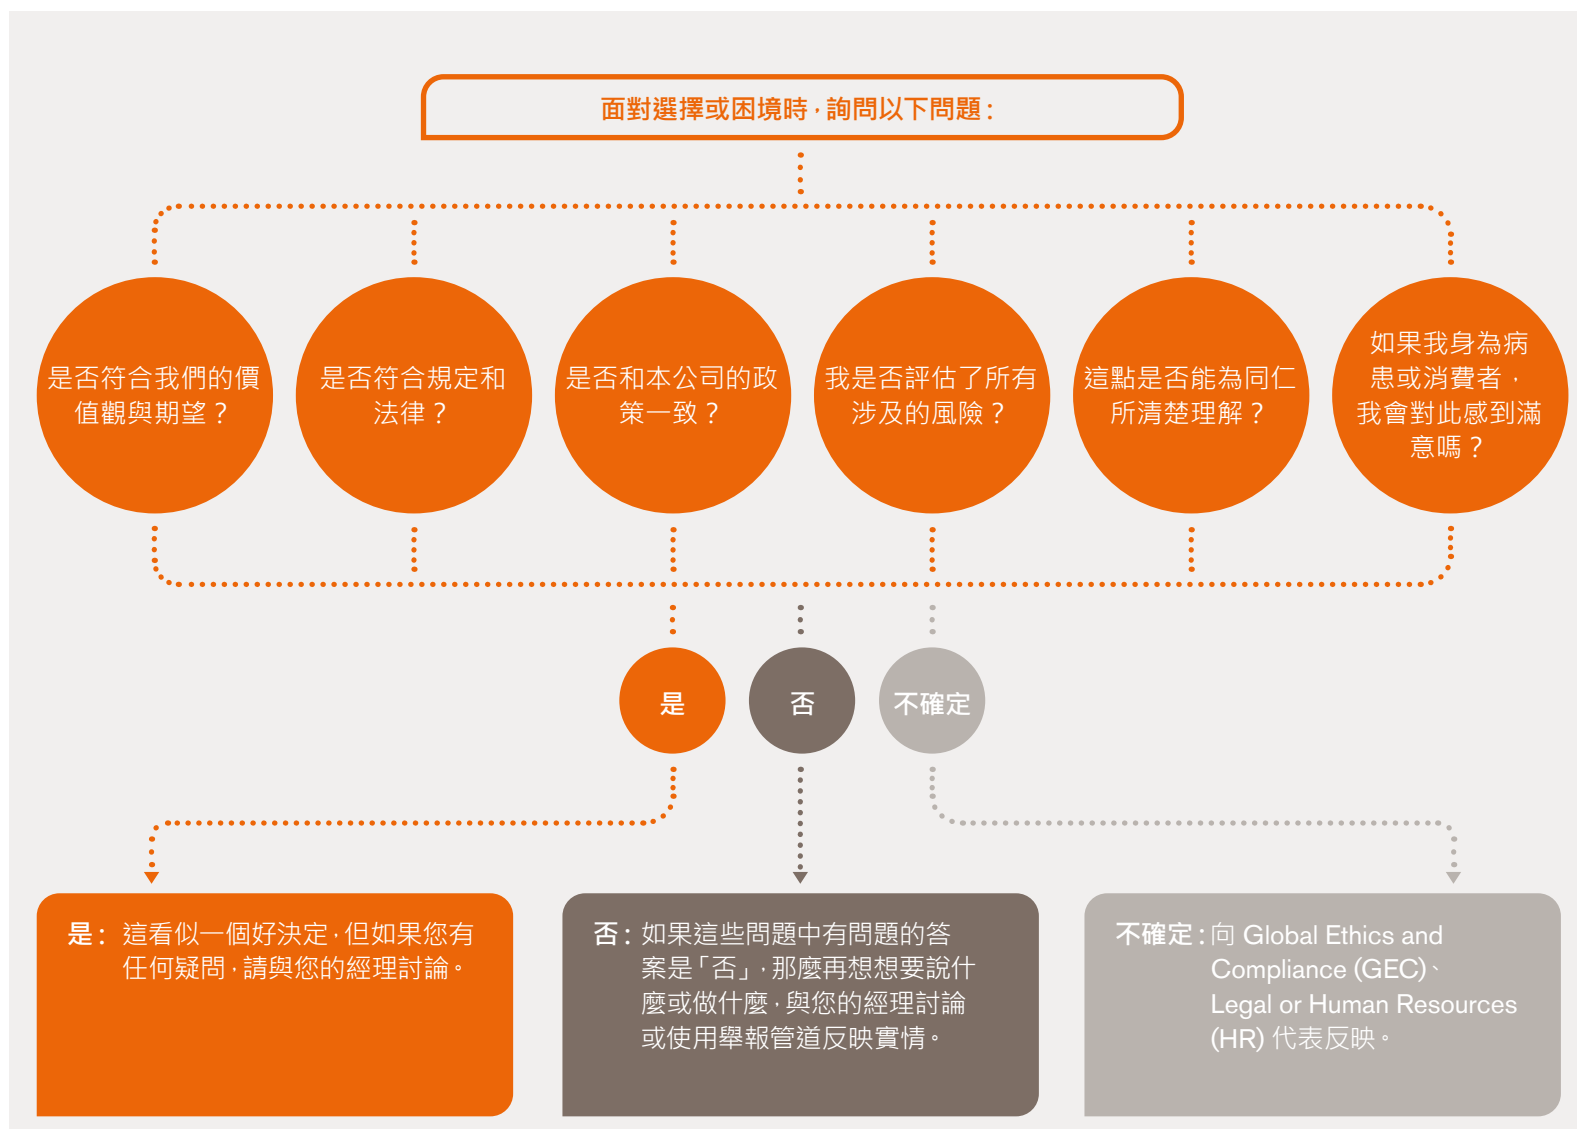 面對選擇或困境時，詢問以下問題：
是否符合我們的價
值觀與期望？
是否符合規定和
法律？
是否和本公司的政
策一致？
我是否評估了所有
涉及的風險？
這點是否能為同仁
所清楚理解？
如果我身為病
患或消費者，
我會對此感到滿
意嗎？
是
否
不確定
是：這看似一個好決定，但如果您有
任何疑問，請與您的經理討論。
否：如果這些問題中有問題的答
案是「否」，那麼再想想要說什
麼或做什麼，與您的經理討論
或使用舉報管道反映實情。
不確定：向 Global Ethics and
Compliance (GEC)、
Legal or Human Resources
(HR) 代表反映。